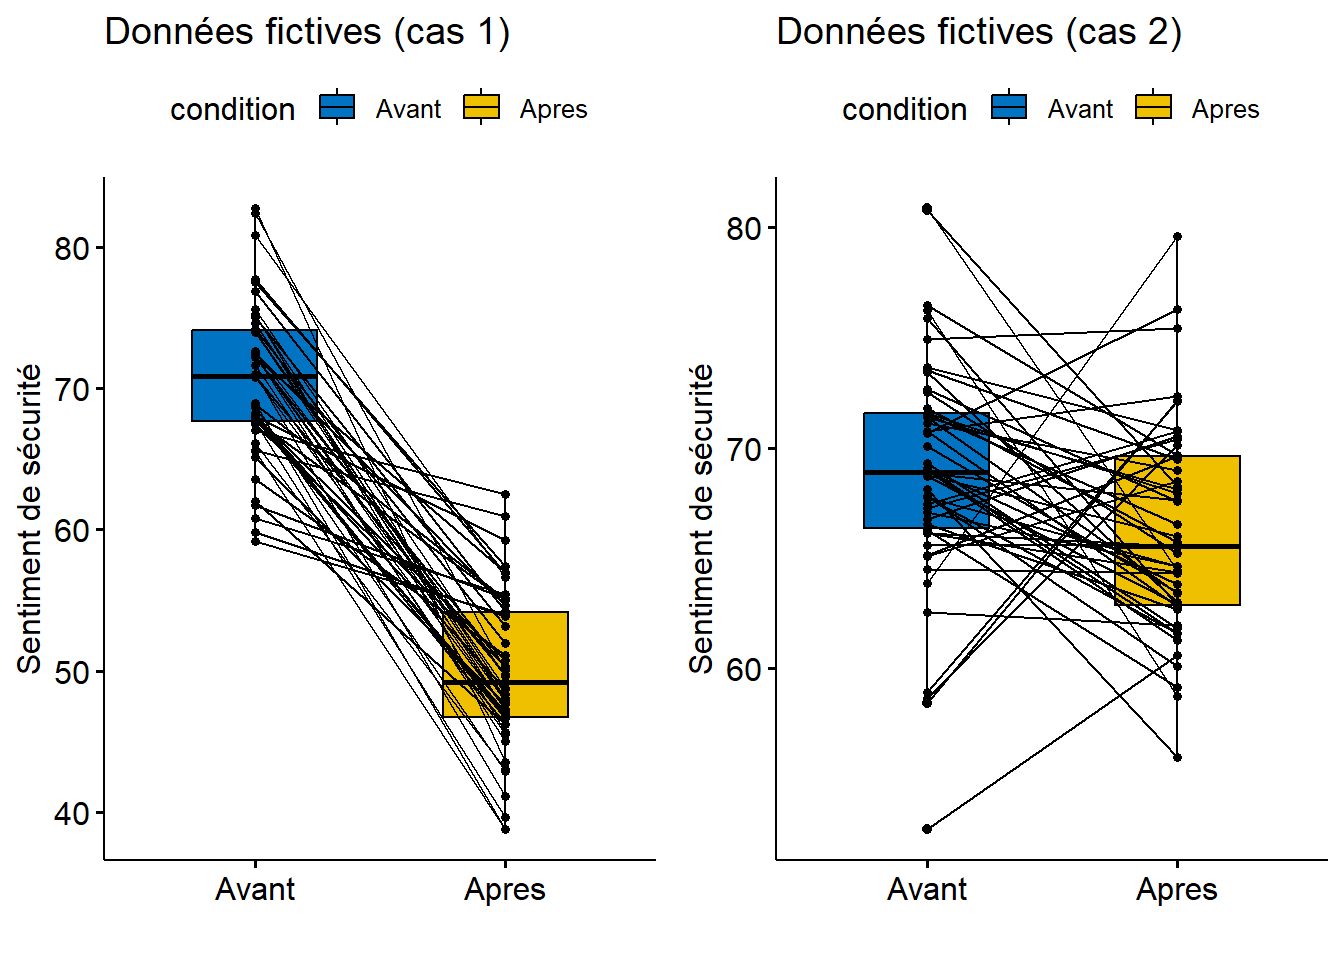 Données fictives (cas 1)
condition Avant Apres
Sentiment de sécurité
80
70
60
50
40
Avant Apres
Données fictives (cas 2)
condition Avant Apres
Sentiment de sécurité
80
70
60
Avant Apres